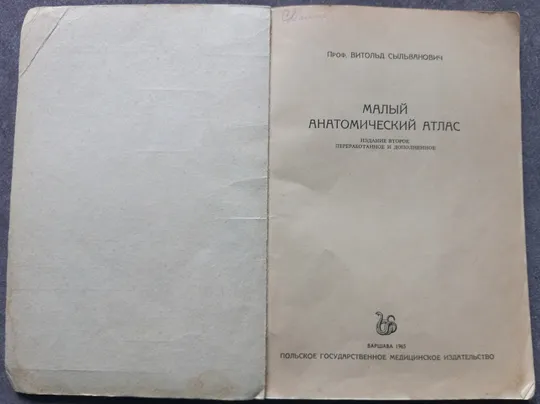 Проф. ВИТОЛЬД СЫЛЬВАНОВИЧ
МАЛЫЙ
АНАТОМИЧЕСКИЙ АТЛАС
ИЗДАНИЕ ВТОРОЕ
ПЕРЕРАБОТАННОЕ И ДОПОЛНЕННОЕ
ВАРШАВА 1963
ПОЛЬСКОЕ ГОСУДАРСТВЕННОЕ МЕДИЦИНСКОЕ ИЗДАТЕЛЬСТВО